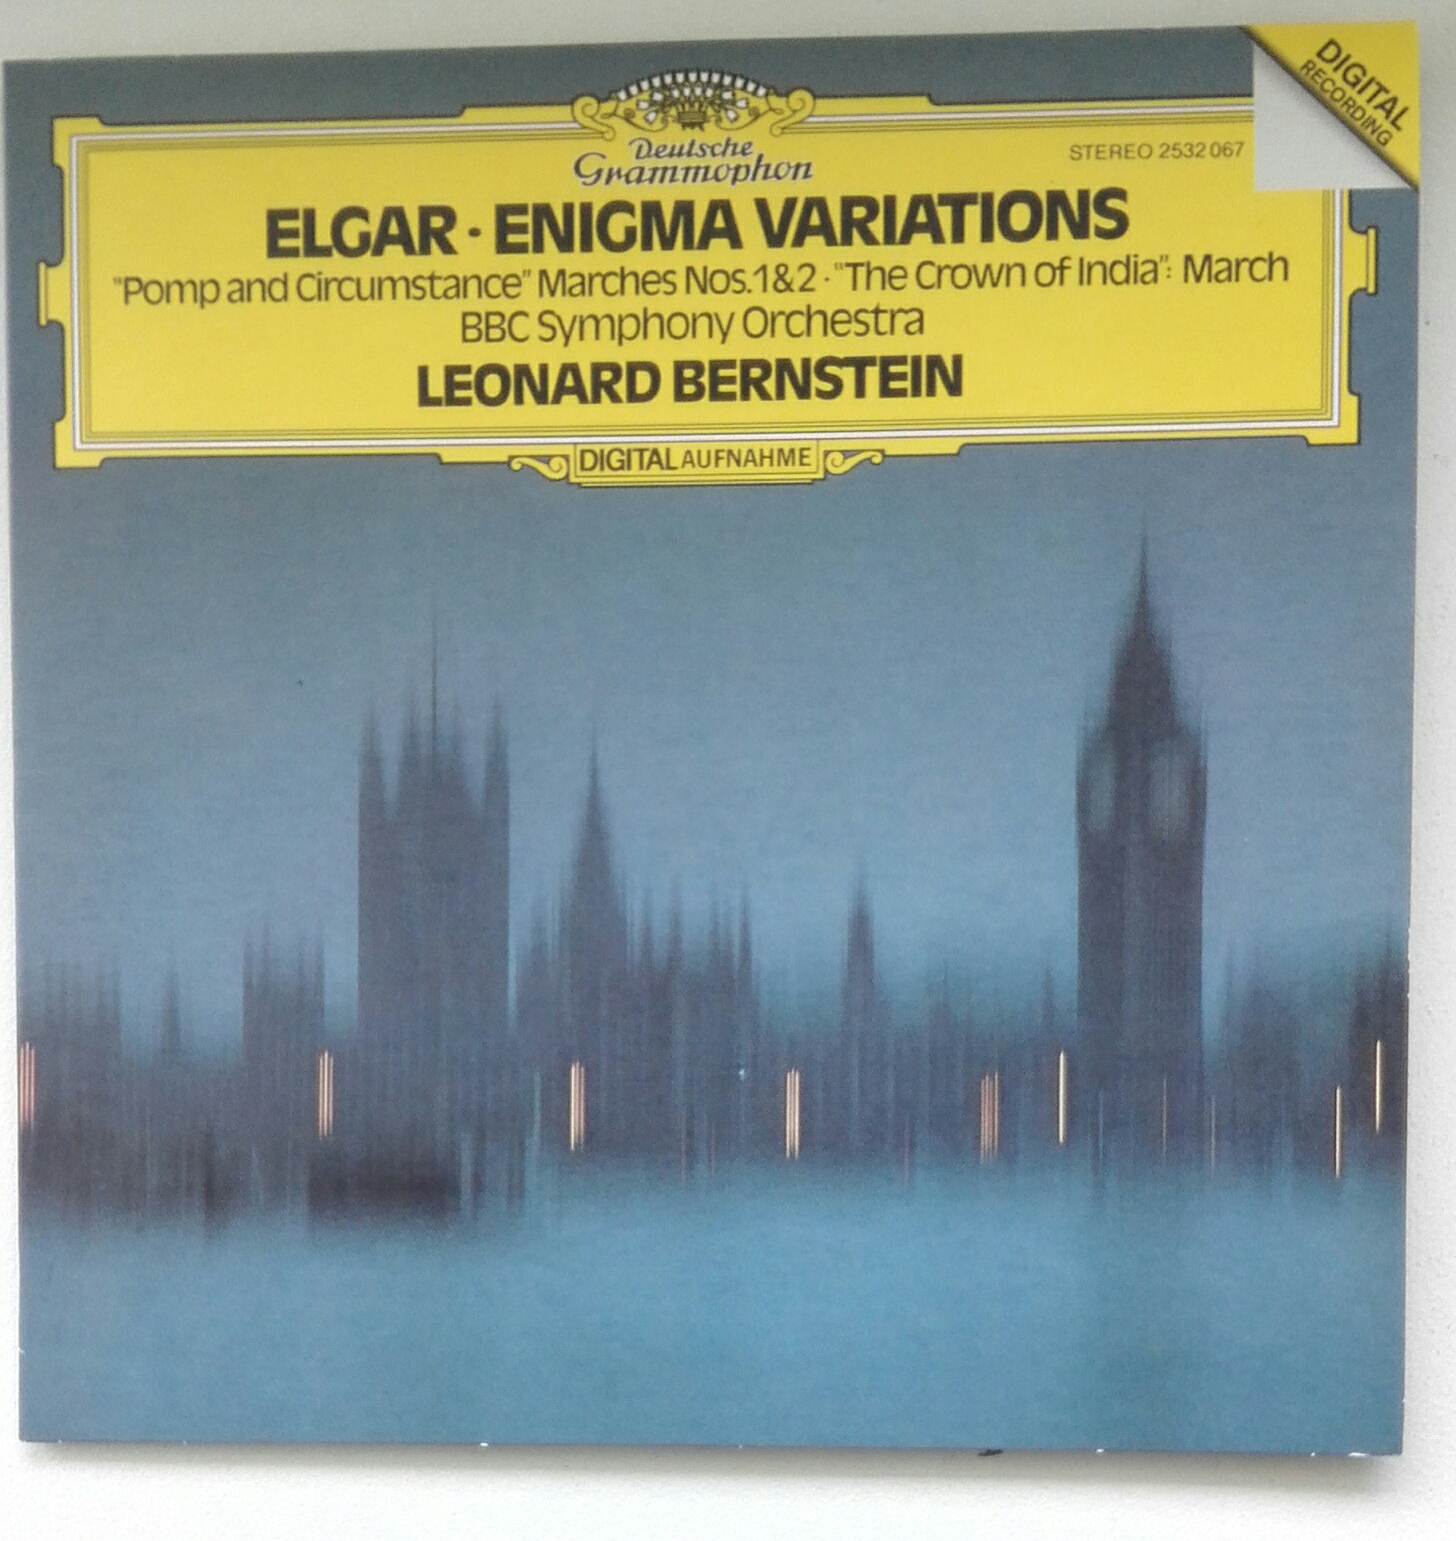 DIGITAL
RECORDING
Deutsche
Grammophon
STEREO 2532 067
ELGAR · ENIGMA VARIATIONS
"Pomp and Circumstance" Marches Nos. 1 & 2 · "The Crown of India": March
BBC Symphony Orchestra
LEONARD BERNSTEIN
DIGITAL AUFNAHME